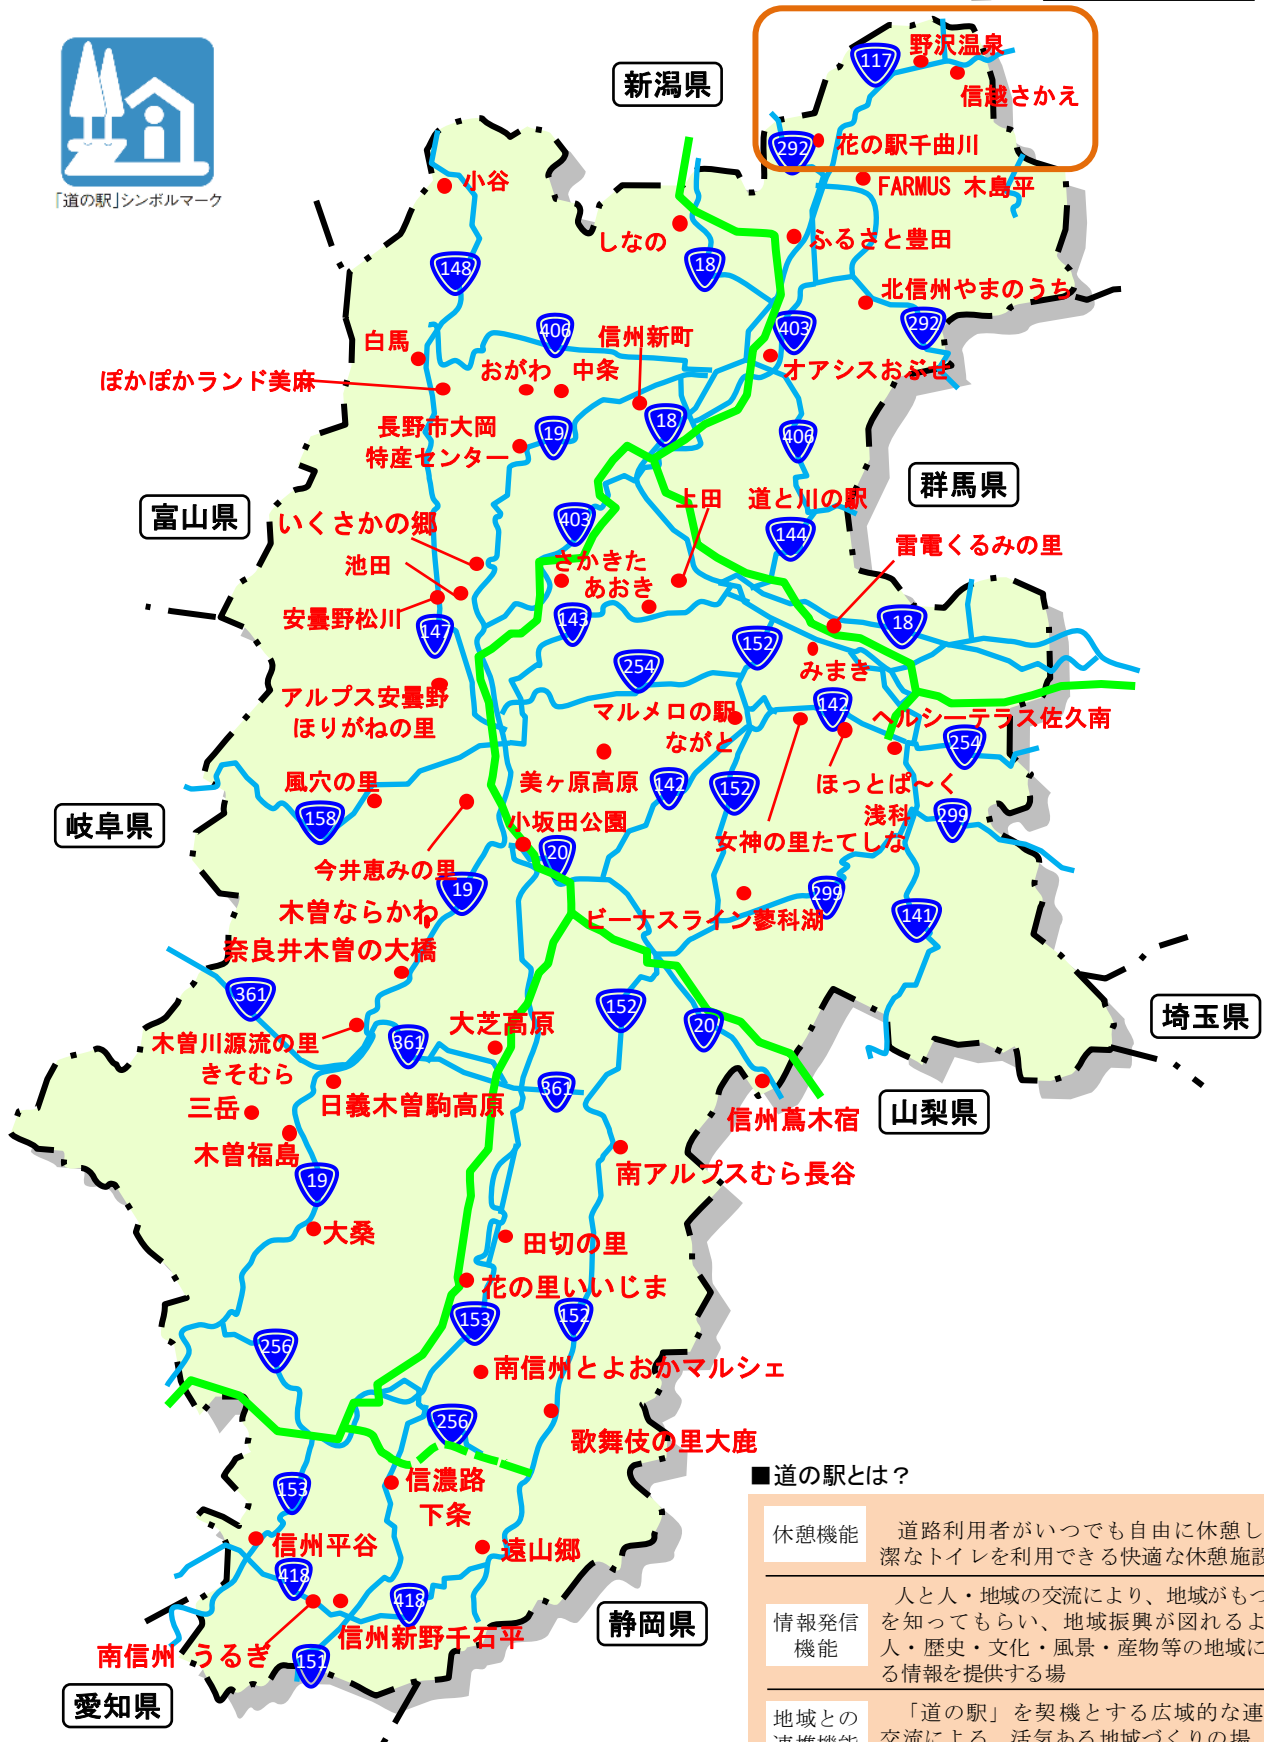 「道の駅」シンボルマーク
新潟県
117
野沢温泉
信越さかえ
292
花の駅千曲川
FARMUS 木島平
小谷
しなの
ふるさと豊田
18
148
北信州やまのうち
白馬
406
信州新町
403
292
ぽかぽかランド美麻
おがわ
中条
オアシスおぶせ
長野市大岡
特産センター
19
18
406
群馬県
富山県
いくさかの郷
403
上田
道と川の駅
144
雷電くるみの里
池田
さかきた
あおき
安曇野松川
147
143
152
18
254
みまき
アルプス安曇野
ほりがねの里
マルメロの駅
ながと
142
ヘルシーテラス佐久南
254
風穴の里
美ヶ原高原
142
152
ほっとぱ～く
浅科
岐阜県
158
小坂田公園
女神の里たてしな
299
今井恵みの里
20
19
299
木曽ならかわ
ビーナスライン蓼科湖
141
奈良井木曽の大橋
361
152
大芝高原
20
埼玉県
木曽川源流の里
きそむら
361
三岳
日義木曽駒高原
361
信州蔦木宿
山梨県
木曽福島
南アルプスむら長谷
19
大桑
田切の里
花の里いいじま
153
152
256
南信州とよおかマルシェ
256
歌舞伎の里大鹿
■道の駅とは？
信濃路
下条
153
休憩機能
道路利用者がいつでも自由に休憩し
潔なトイレを利用できる快適な休憩施設
信州平谷
遠山郷
418
418
情報発信
機能
人と人・地域の交流により、地域がもつ
を知ってもらい、地域振興が図れるよ
人・歴史・文化・風景・産物等の地域に
る情報を提供する場
静岡県
信州新野千石平
南信州 うるぎ
151
愛知県
地域との
連携機能
「道の駅」を契機とする広域的な連
交流による、活気ある地域づくりの場